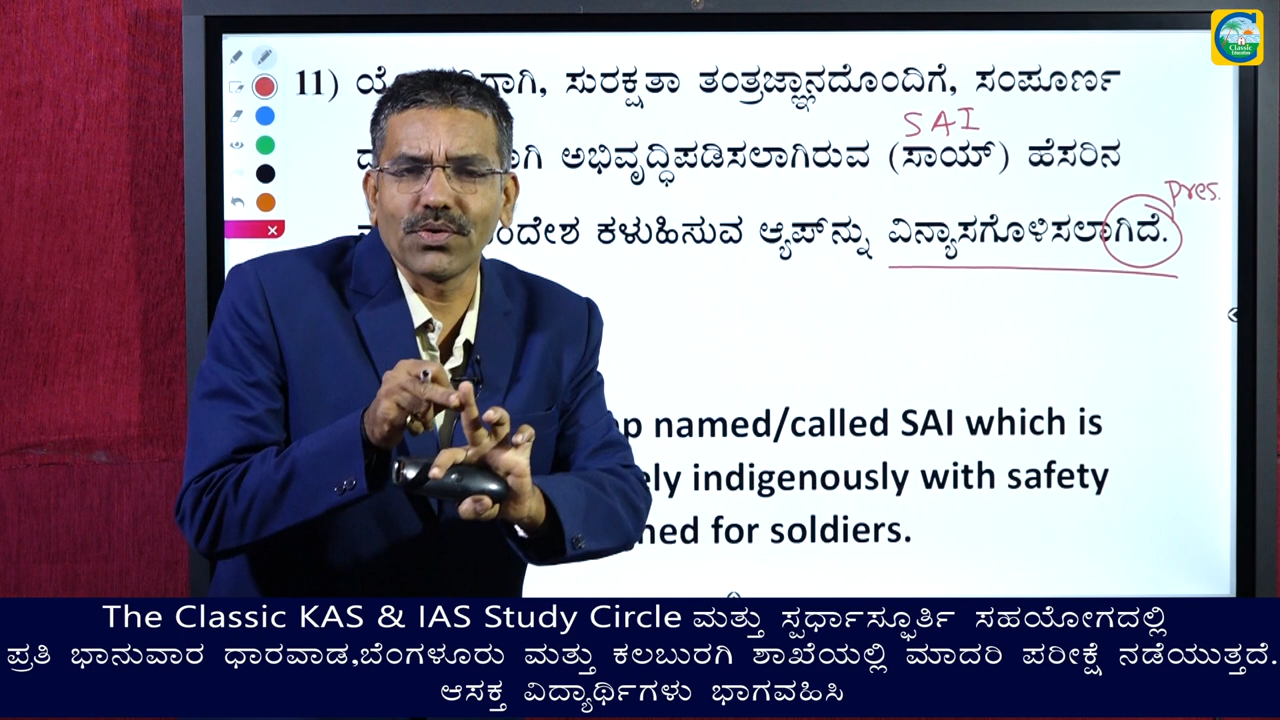 Classic
Education
11) ಸುರಕ್ಷತಾ ತಂತ್ರಜ್ಞಾನದೊಂದಿಗೆ, ಸಂಪೂರ್ಣ
SAI
ಅಭಿವೃದ್ಧಿಪಡಿಸಲಾಗಿರುವ (ಸಾಯ್) ಹೆಸರಿನ
pres.
ಕಳುಹಿಸುವ ಆ್ಯಪ್‌ನ್ನು ವಿನ್ಯಾಸಗೊಳಿಸಲಾಗಿದೆ.
named/called SAI which is
indigenously with safety
for soldiers.
The Classic KAS & IAS Study Circle ಮತ್ತು ಸ್ಪರ್ಧಾಸ್ಫೂರ್ತಿ ಸಹಯೋಗದಲ್ಲಿ
ಪ್ರತಿ ಭಾನುವಾರ ಧಾರವಾಡ,ಬೆಂಗಳೂರು ಮತ್ತು ಕಲಬುರಗಿ ಶಾಖೆಯಲ್ಲಿ ಮಾದರಿ ಪರೀಕ್ಷೆ ನಡೆಯುತ್ತದೆ.
ಆಸಕ್ತ ವಿದ್ಯಾರ್ಥಿಗಳು ಭಾಗವಹಿಸಿ